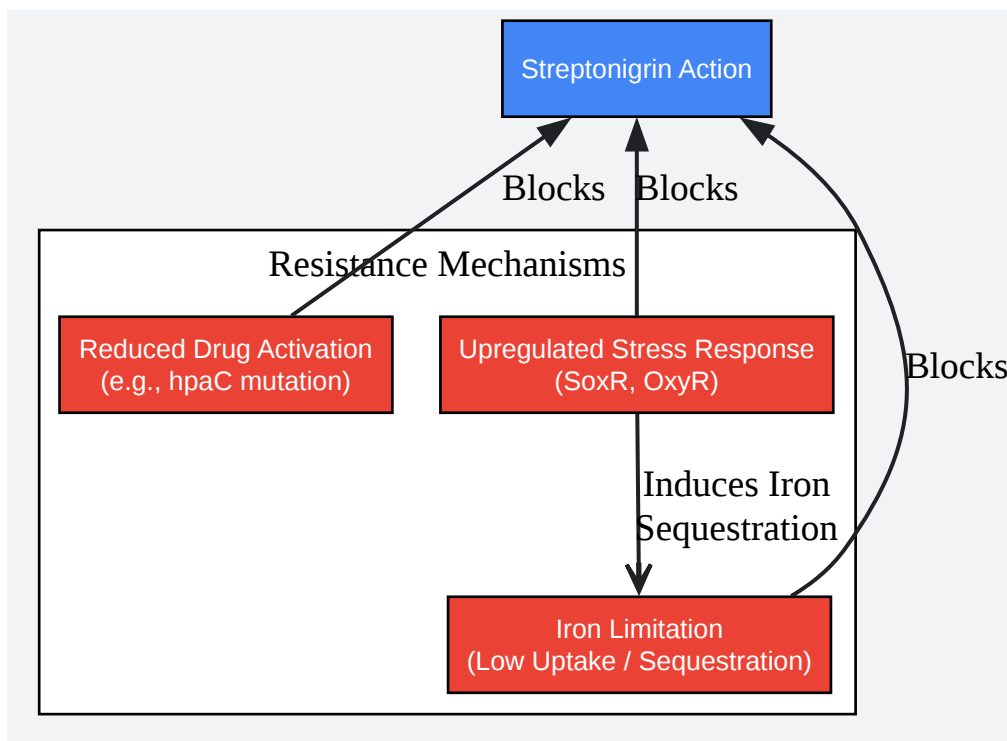 Streptonigrin Action
Blocks
Blocks
Resistance Mechanisms
Reduced Drug Activation
(e.g., hpaC mutation)
Upregulated Stress Response
(SoxR, OxyR)
Blocks
Induces Iron
Sequestration
Iron Limitation
(Low Uptake / Sequestration)